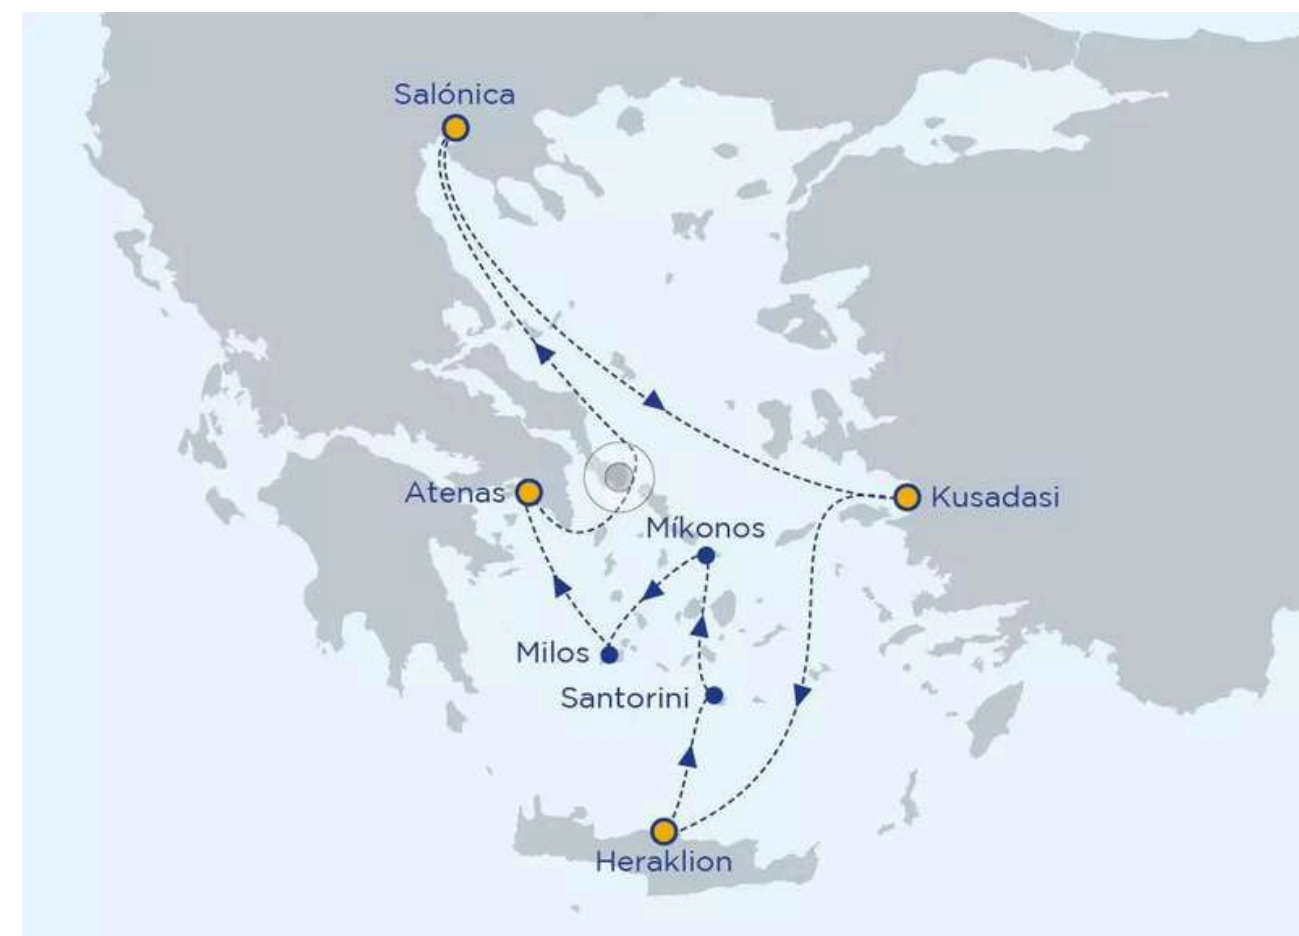 Salónica
Atenas
Kusadasi
Míkonos
Milos
Santorini
Heraklion